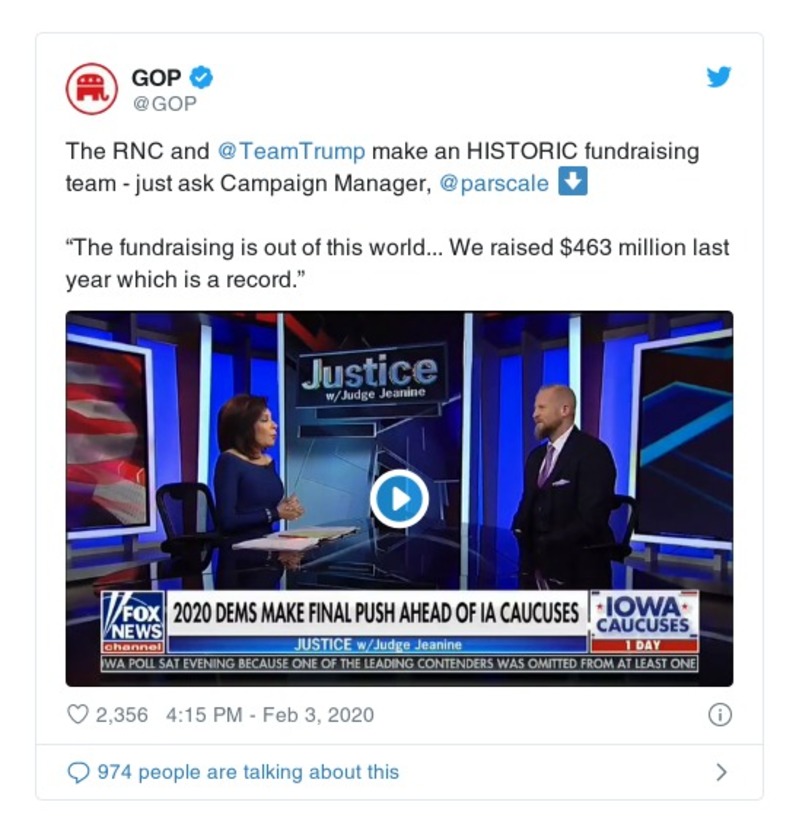 GOP
@GOP
The RNC and @TeamTrump make an HISTORIC fundraising
team - just ask Campaign Manager, @parscale
“The fundraising is out of this world... We raised $463 million last
year which is a record.”
Justice
w/Judge Jeanine
FOX
NEWS
channel
2020 DEMS MAKE FINAL PUSH AHEAD OF IA CAUCUSES
JUSTICE w/Judge Jeanine
IOWA
CAUCUSES
1 DAY
WA POLL SAT EVENING BECAUSE ONE OF THE LEADING CONTENDERS WAS OMITTED FROM AT LEAST ONE
2,356 4:15 PM - Feb 3, 2020
974 people are talking about this